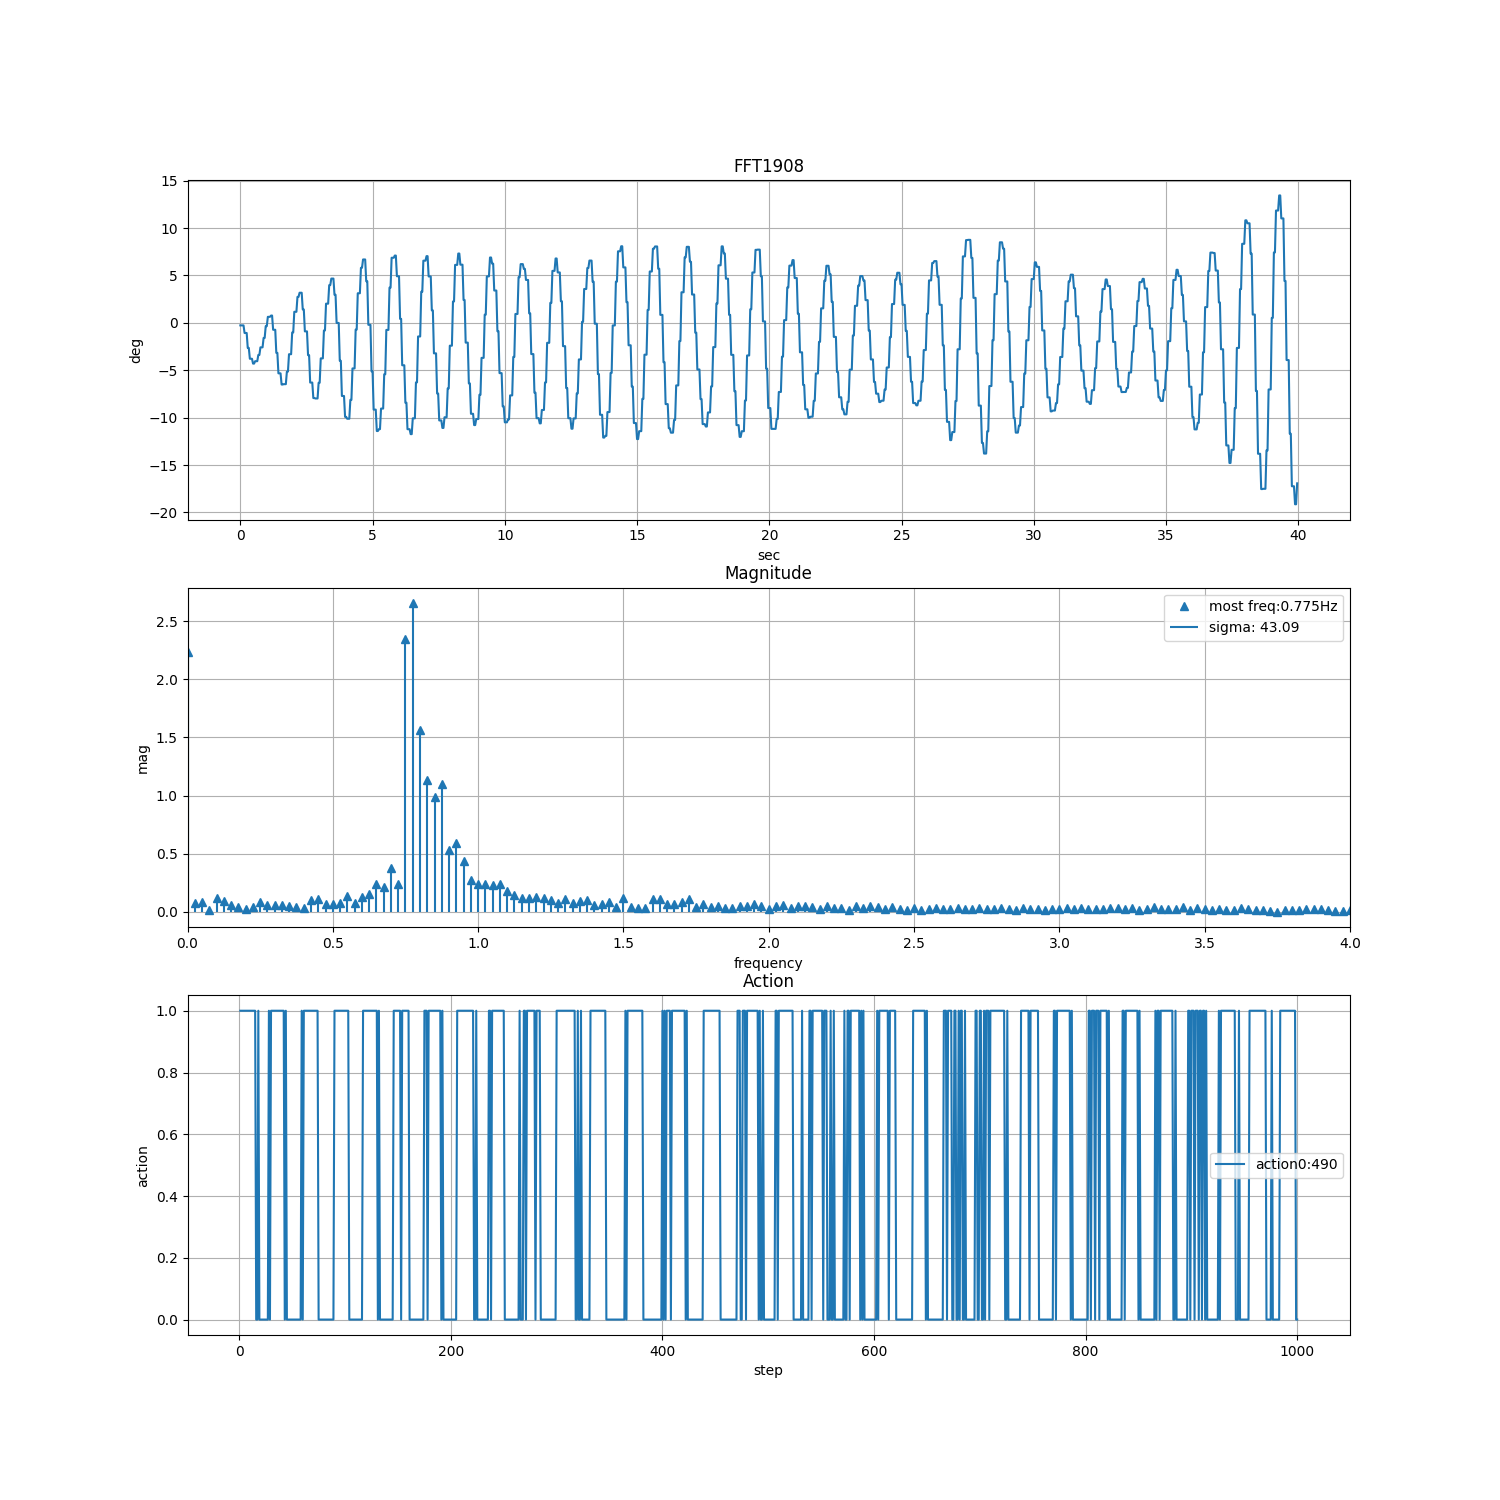 FFT1908
15
10
5
0
−5
−10
−15
−20
deg
0 5 10 15 20 25 30 35 40
sec
Magnitude
most freq:0.775Hz
sigma: 43.09
2.5
2.0
1.5
1.0
0.5
0.0
mag
0.0 0.5 1.0 1.5 2.0 2.5 3.0 3.5 4.0
frequency
Action
1.0
0.8
0.6
0.4
0.2
0.0
action
action0:490
0 200 400 600 800 1000
step